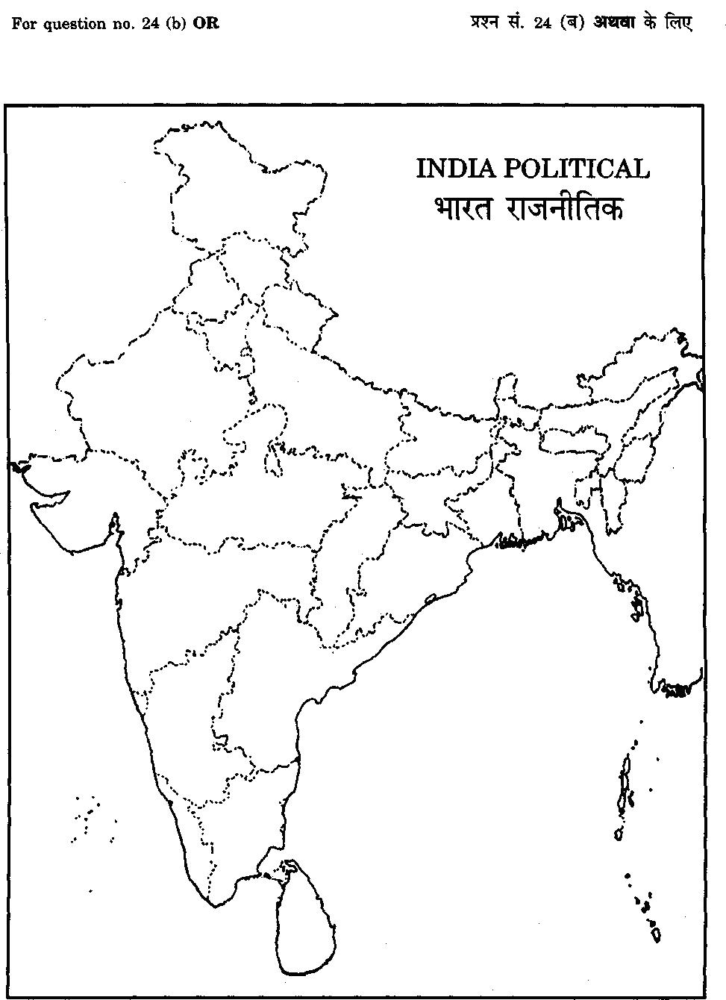 For question no. 24 (b) OR
प्रश्न सं. 24 (ब) अथवा के लिए
INDIA POLITICAL
भारत राजनीतिक